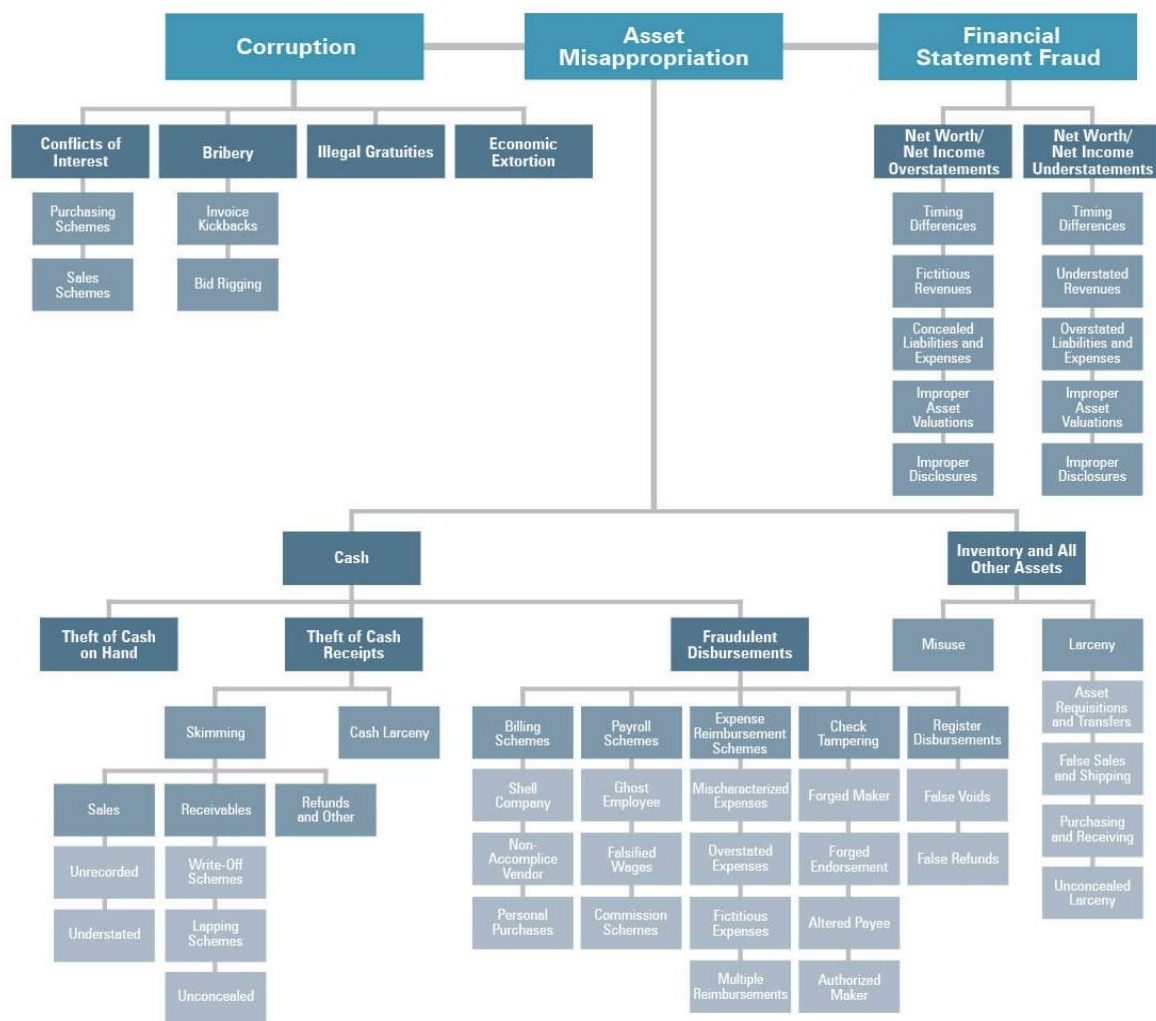 Corruption
Asset
Misappropriation
Financial
Statement Fraud
Conflicts of
Interest
Bribery
Illegal Gratuities
Economic
Extortion
Net Worth/
Net Income
Overstatements
Net Worth/
Net Income
Understatements
Purchasing
Schemes
Sales
Schemes
Invoice
Kickbacks
Bid Rigging
Timing
Differences
Fictitious
Revenues
Concealed
Liabilities and
Expenses
Improper
Asset
Valuations
Improper
Disclosures
Timing
Differences
Understated
Revenues
Overstated
Liabilities and
Expenses
Improper
Asset
Valuations
Improper
Disclosures
Cash
Inventory and All
Other Assets
Theft of Cash
on Hand
Theft of Cash
Receipts
Fraudulent
Disbursements
Misuse
Larceny
Asset
Requisitions
and Transfers
False Sales
and Shipping
Purchasing
and Receiving
Unconcealed
Larceny
Skimming
Cash Larceny
Sales
Unrecorded
Understated
Receivables
Write-Off
Schemes
Lapping
Schemes
Unconcealed
Refunds
and Other
Billing
Schemes
Shell
Company
Non-
Accomplice
Vendor
Personal
Purchases
Payroll
Schemes
Ghost
Employee
Falsified
Wages
Commission
Schemes
Expense
Reimbursement
Schemes
Mischaracterized
Expenses
Overstated
Expenses
Fictitious
Expenses
Multiple
Reimbursements
Check
Tampering
Forged Maker
Forged
Endorsement
Altered Payee
Authorized
Maker
Register
Disbursements
False Voids
False Refunds